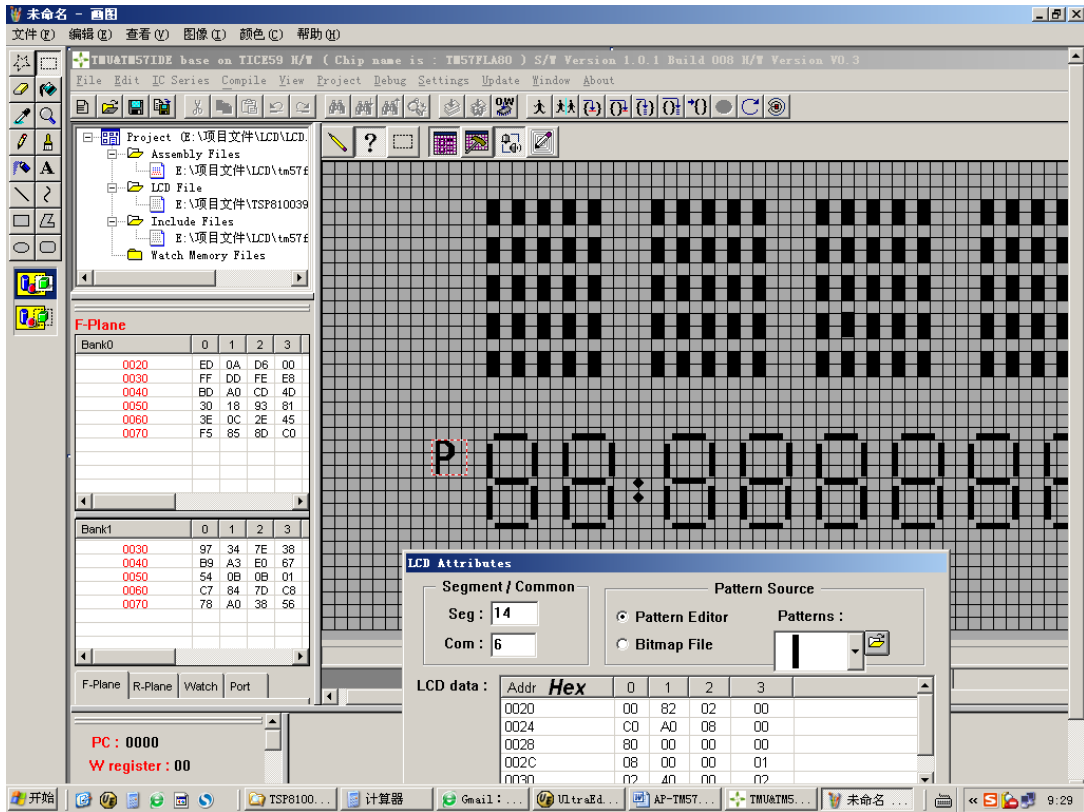 未命名 - 画图
文件(F) 编辑(E) 查看(V) 图像(I) 颜色(C) 帮助(H)
TMU&TM57IDE base on TICE59 H/W ( Chip name is : TM57FLA80 ) S/W Version 1.0.1 Build 008 H/W Version V0.3
File Edit IC Series Compile View Project Debug Settings Update Window About
Project (E:\项目文件\LCD\LCD.
Assembly Files
E:\项目文件\LCD\tm57f
LCD File
E:\项目文件\TSP810039
Include Files
E:\项目文件\LCD\tm57f
Watch Memory Files
F-Plane
Bank0 0 1 2 3
0020 ED 0A D6 00
0030 FF DD FE E8
0040 BD A0 CD 4D
0050 30 18 93 81
0060 3E 0C 2E 45
0070 F5 85 8D C0
Bank1 0 1 2 3
0030 97 34 7E 38
0040 B9 A3 E0 67
0050 54 0B 0B 01
0060 C7 84 7D C8
0070 78 A0 38 56
F-Plane R-Plane Watch Port
PC : 0000
W register : 00
P 88:88888
LCD Attributes
Segment / Common
Seg : 14
Com : 6
Pattern Source
Pattern Editor
Bitmap File
Patterns :
LCD data :
Addr Hex 0 1 2 3
0020 00 82 02 00
0024 C0 A0 08 00
0028 80 00 00 00
002C 08 00 00 01
0030 02 40 00 02
开始 TSP8100... 计算器 Gmail：... UltraEd... AP-TM57... TMU&TM5... 未命名 ... « 9:29